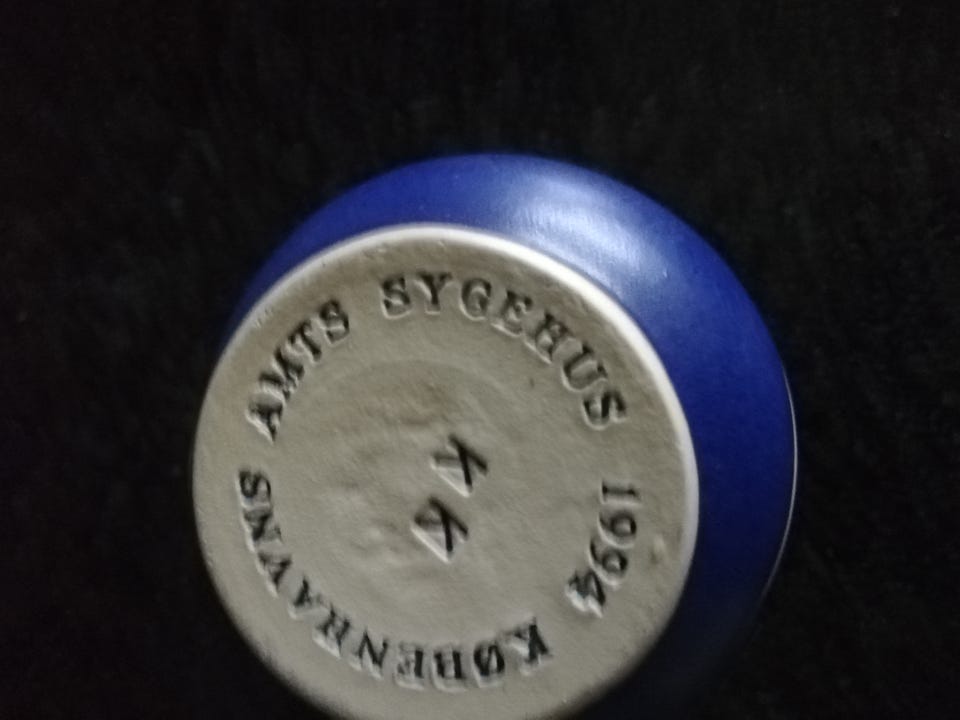 KØBENHAVNS AMTS SYGEHUS 1994
KK